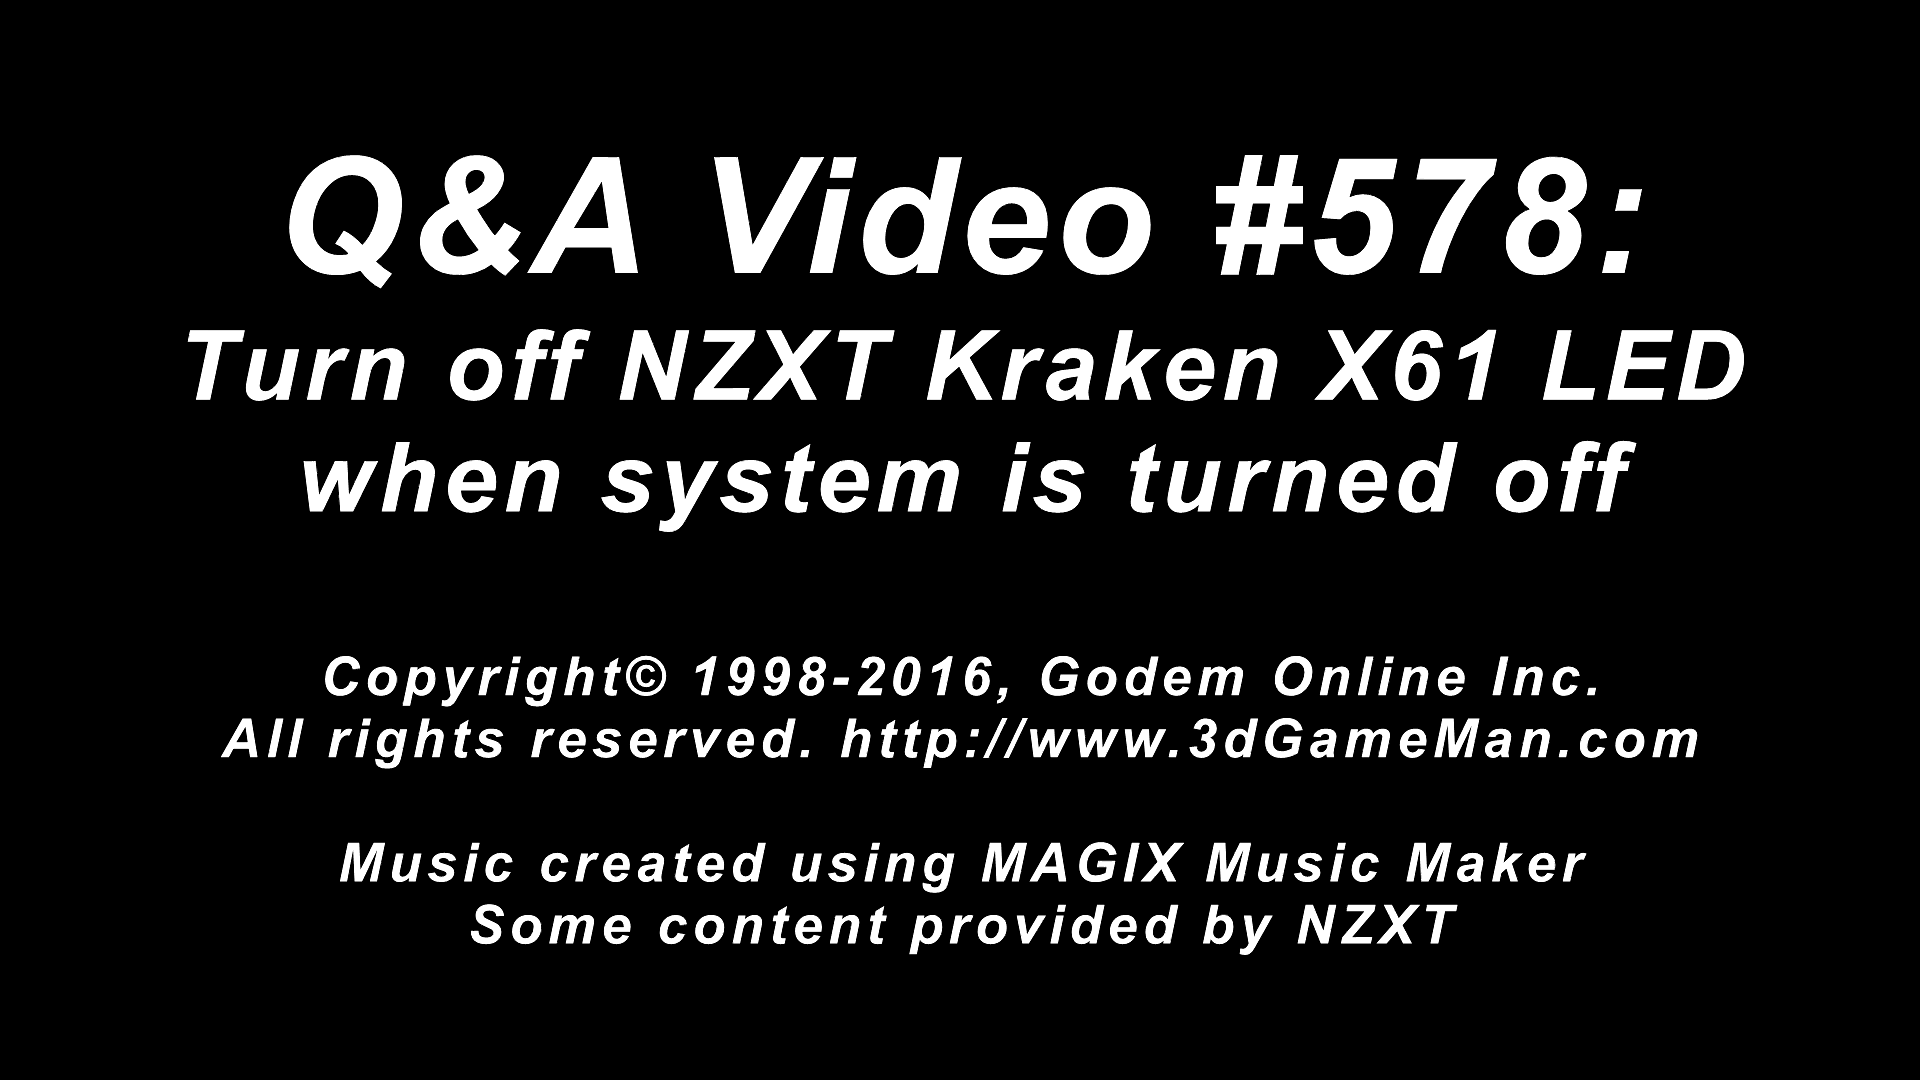 Q&A Video #578:
Turn off NZXT Kraken X61 LED
when system is turned off
Copyright© 1998-2016, Godem Online Inc.
All rights reserved. http://www.3dGameMan.com
Music created using MAGIX Music Maker
Some content provided by NZXT